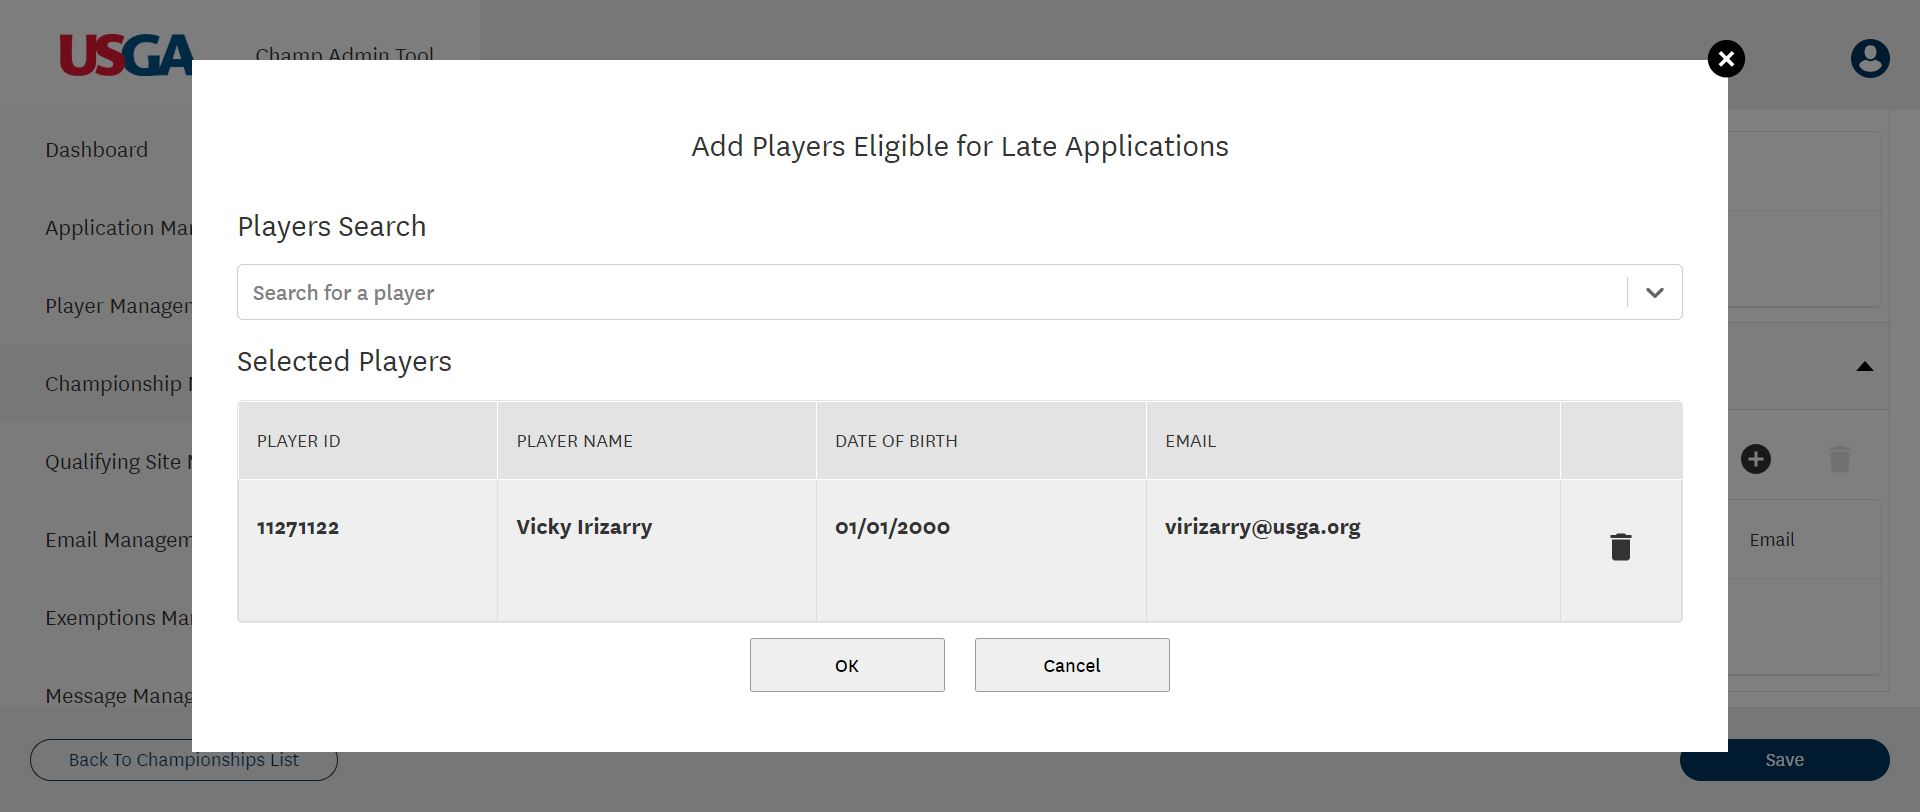 USGA
Champ Admin Tool
Dashboard
Application Mar
Player Managen
Championship
Qualifying Site
Email Managem
Exemptions Ma
Message Manag
Add Players Eligible for Late Applications
Players Search
Search for a player
Selected Players
PLAYER ID PLAYER NAME DATE OF BIRTH EMAIL
11271122 Vicky Irizarry 01/01/2000 virizarry@usga.org
OK Cancel
Email
Back To Championships List
Save